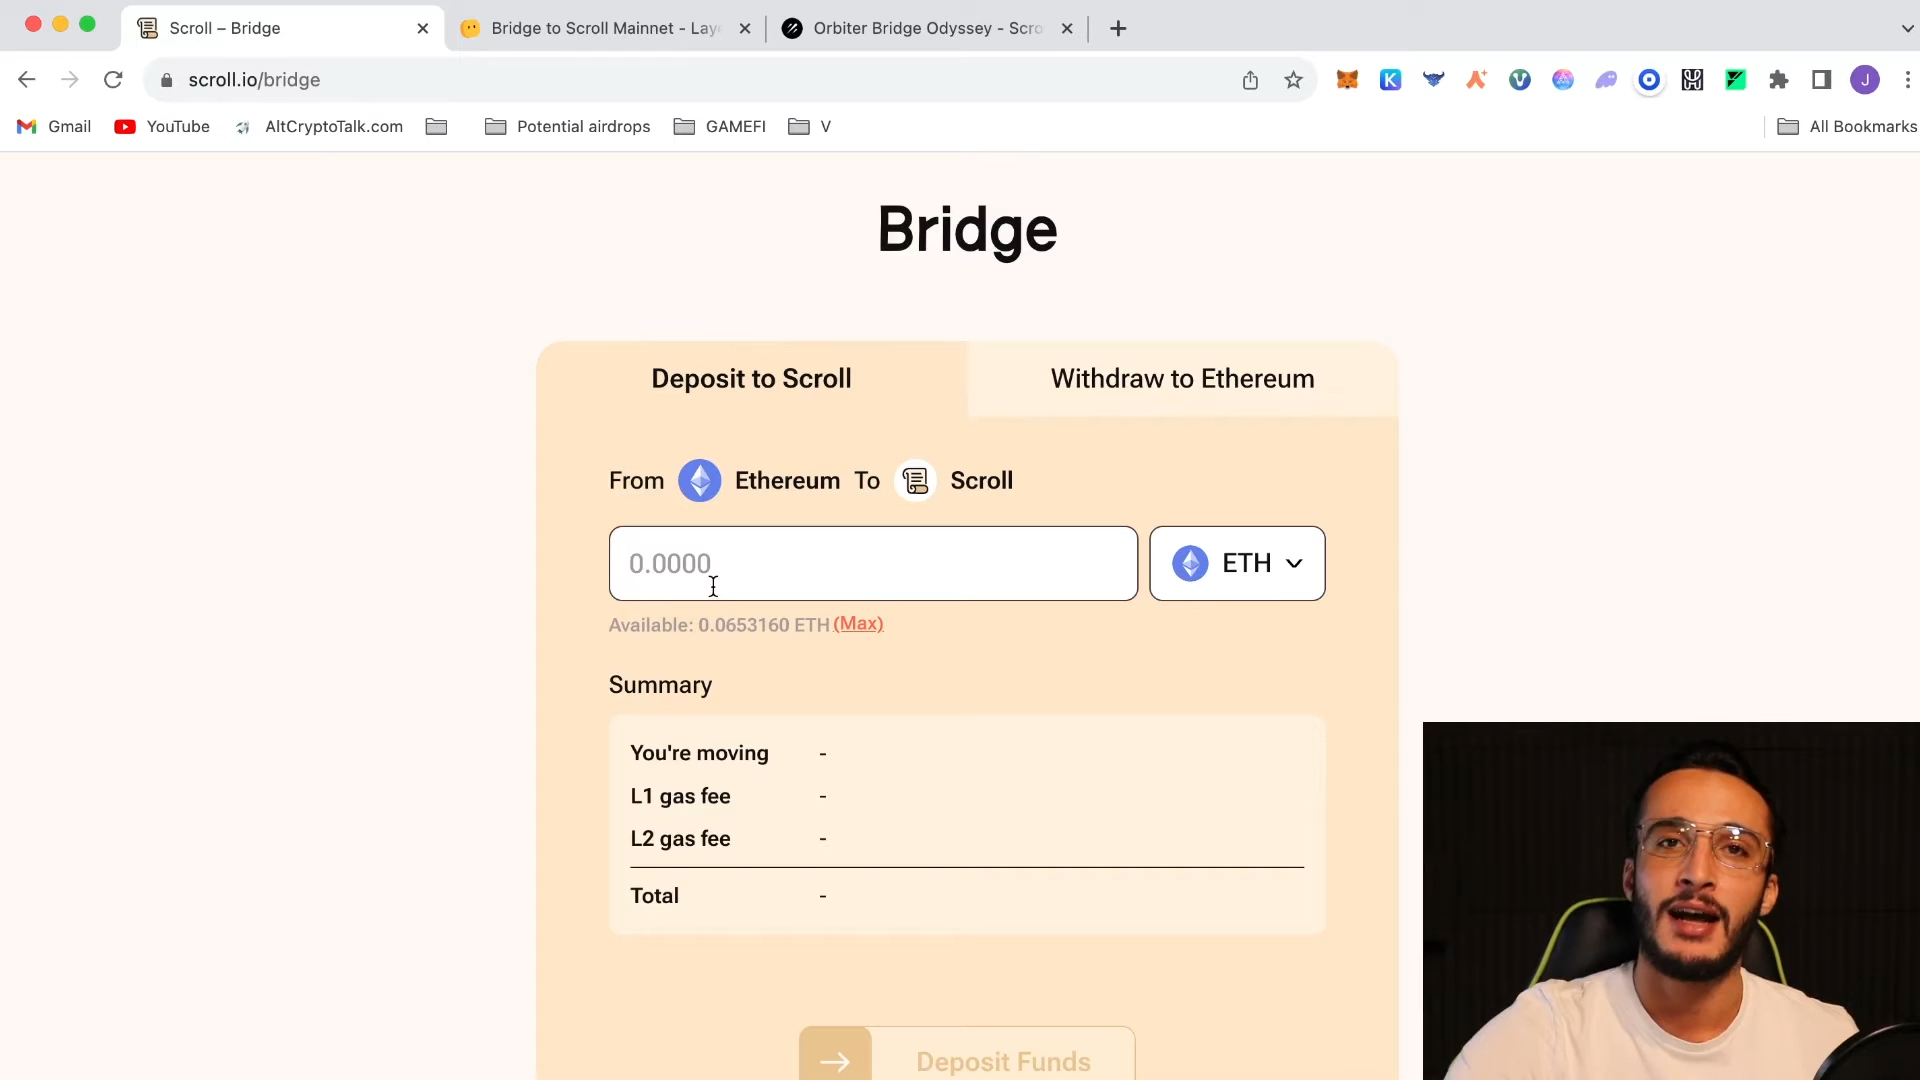 Scroll – Bridge
Bridge to Scroll Mainnet - Lay
Orbiter Bridge Odyssey - Scro
scroll.io/bridge
J
Gmail
YouTube
AltCryptoTalk.com
Potential airdrops
GAMEFI
V
All Bookmarks
Bridge
Deposit to Scroll
Withdraw to Ethereum
From Ethereum To Scroll
0.0000
ETH
Available: 0.0653160 ETH (Max)
Summary
You're moving -
L1 gas fee -
L2 gas fee -
Total -
Deposit Funds